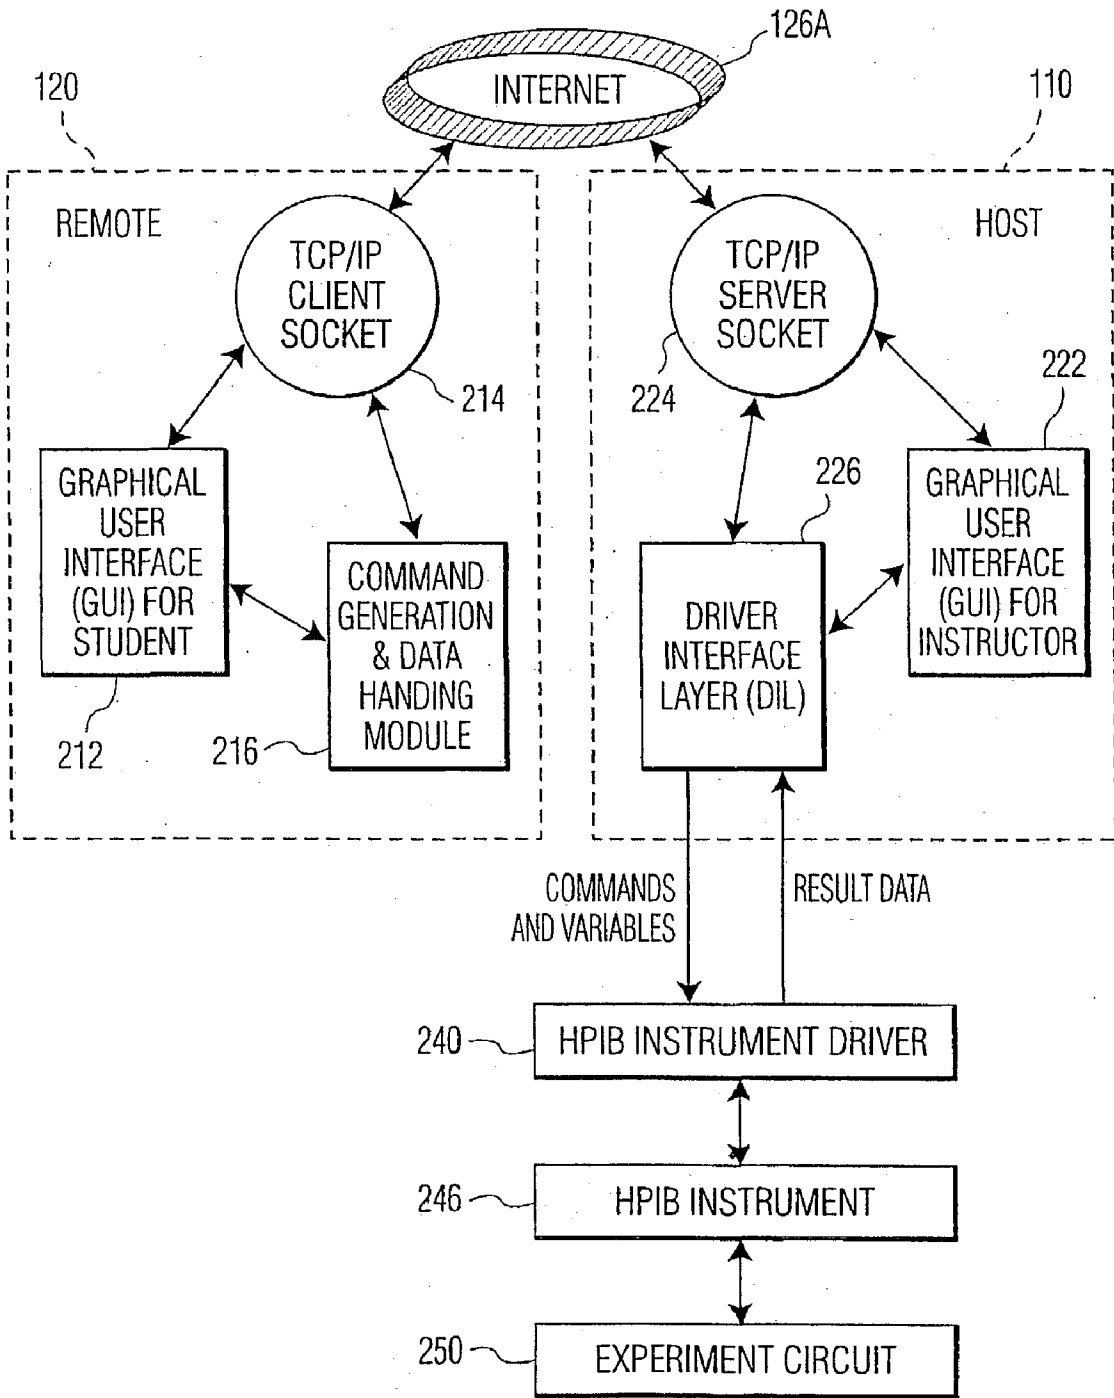 126A
INTERNET
120
110
REMOTE
HOST
TCP/IP
CLIENT
SOCKET
TCP/IP
SERVER
SOCKET
214
224
222
GRAPHICAL
USER
INTERFACE
(GUI) FOR
STUDENT
226
GRAPHICAL
USER
INTERFACE
(GUI) FOR
INSTRUCTOR
COMMAND
GENERATION
& DATA
HANDING
MODULE
DRIVER
INTERFACE
LAYER (DIL)
212
216
COMMANDS
AND VARIABLES
RESULT DATA
240
HPIB INSTRUMENT DRIVER
246
HPIB INSTRUMENT
250
EXPERIMENT CIRCUIT